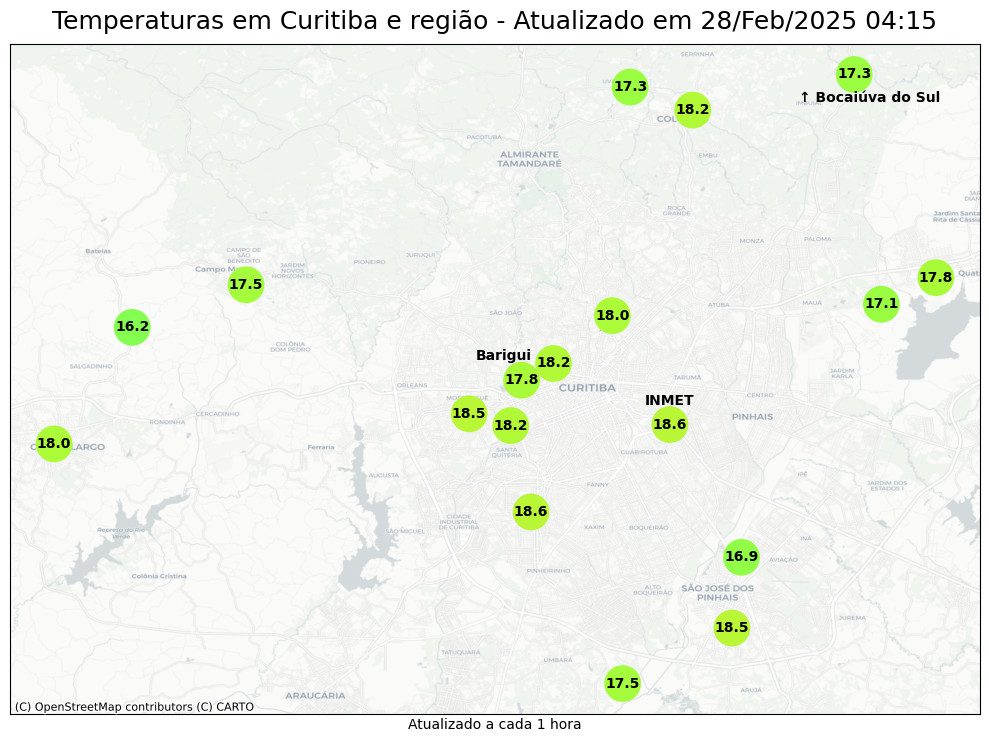 Temperaturas em Curitiba e região - Atualizado em 28/Feb/2025 04:15
SERRINHA
17.3
17.3
↑ Bocaiúva do Sul
18.2
PACOTUBA
ALMIRANTE
TAMANDARÉ
EMBU
ROÇA
GRANDE
Jardim Santa
Rita de Cássia
MONZA
PALOMA
Bateias
CAMPO DE
SÃO
BENEDITO
JURUQUI
PIONEIRO
JARDIM
NOVOS
HORIZONTES
17.5
17.8
17.1
MAUÁ
ATUBA
SÃO JOÃO
18.0
16.2
COLÔNIA
DOM PEDRO
Barigui
18.2
SALGADINHO
17.8
CURITIBA
TARUMÃ
JARDIM
KARLA
ORLEANS
CENTRO
INMET
18.5
18.2
18.6
PINHAIS
CERCADINHO
RONDINHA
18.0
Ferraria
SANTA
QUITÉRIA
GUABIROTUBA
AUGUSTA
IPÊ
FANNY
JARDIM DOS
ESTADOS I
18.6
CIDADE
INDUSTRIAL
DE CURITIBA
XAXIM
BOQUEIRÃO
Represa do Rio
Verde
INÁ
16.9
AVIAÇÃO
PINHEIRINHO
Colônia Cristina
ALTO
BOQUEIRÃO
SÃO JOSÉ DOS
PINHAIS
JUREMA
18.5
TATUQUARA
UMBARÁ
17.5
ARUJÁ
ARAUCÁRIA
(C) OpenStreetMap contributors (C) CARTO
Atualizado a cada 1 hora